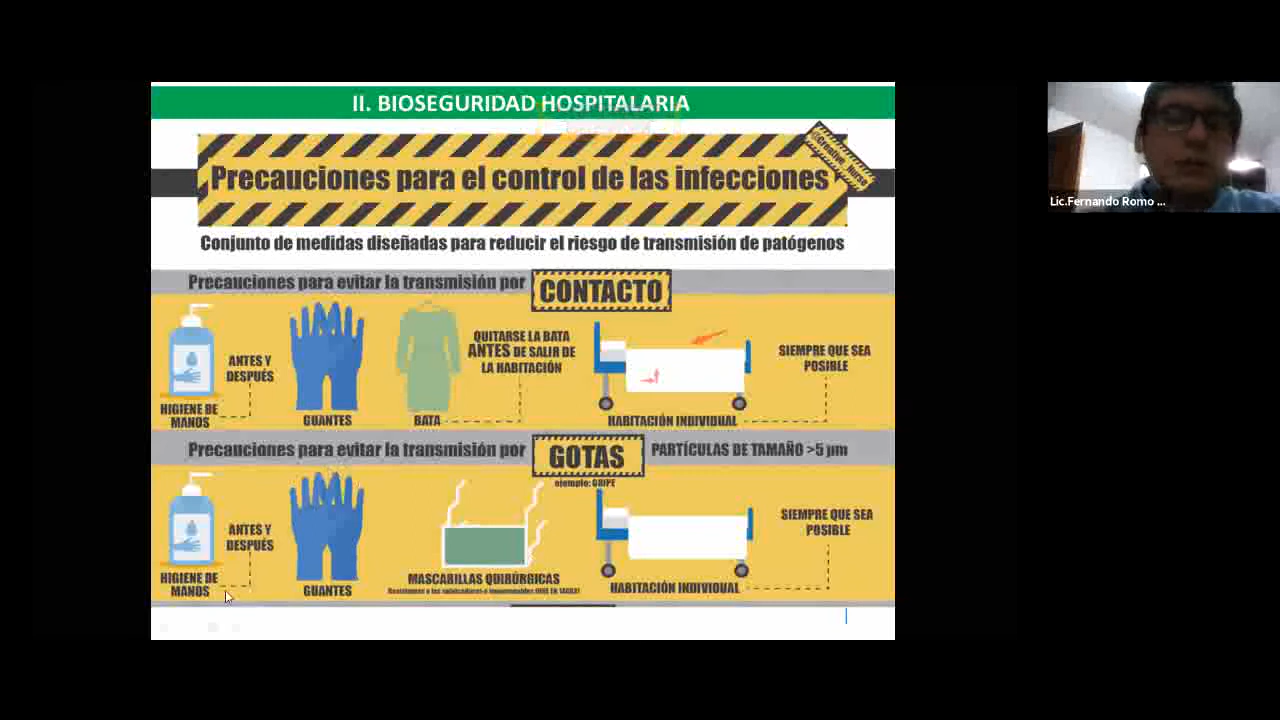 II. BIOSEGURIDAD HOSPITALARIA
@Creative_Nurse
Precauciones para el control de las infecciones
Conjunto de medidas diseñadas para reducir el riesgo de transmisión de patógenos
Precauciones para evitar la transmisión por CONTACTO
ANTES Y
DESPUÉS
HIGIENE DE
MANOS
GUANTES
BATA
QUITARSE LA BATA
ANTES DE SALIR DE
LA HABITACIÓN
HABITACIÓN INDIVIDUAL
SIEMPRE QUE SEA
POSIBLE
Precauciones para evitar la transmisión por GOTAS PARTÍCULAS DE TAMAÑO >5 µm
ejemplo: GRIPE
ANTES Y
DESPUÉS
HIGIENE DE
MANOS
GUANTES
MASCARILLAS QUIRÚRGICAS
HABITACIÓN INDIVIDUAL
SIEMPRE QUE SEA
POSIBLE
Lic.Fernando Romo ...